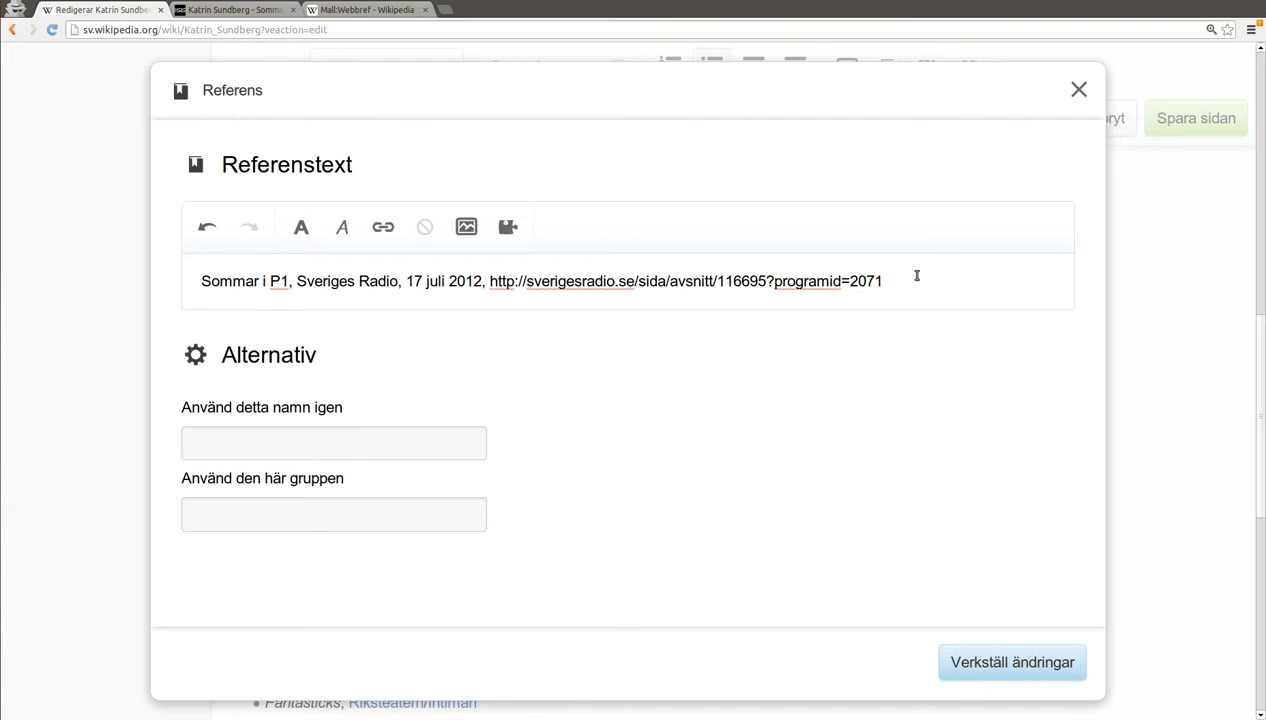 Redigerar Katrin Sundber
Katrin Sundberg - Somma
Mall:Webbref - Wikipedia
sv.wikipedia.org/wiki/Katrin_Sundberg?veaction=edit
Referens
Spara sidan
Referenstext
A A
Sommar i P1, Sveriges Radio, 17 juli 2012, http://sverigesradio.se/sida/avsnitt/116695?programid=2071
Alternativ
Använd detta namn igen
Använd den här gruppen
Verkställ ändringar
Fantasticks, Riksteatern/Intiman